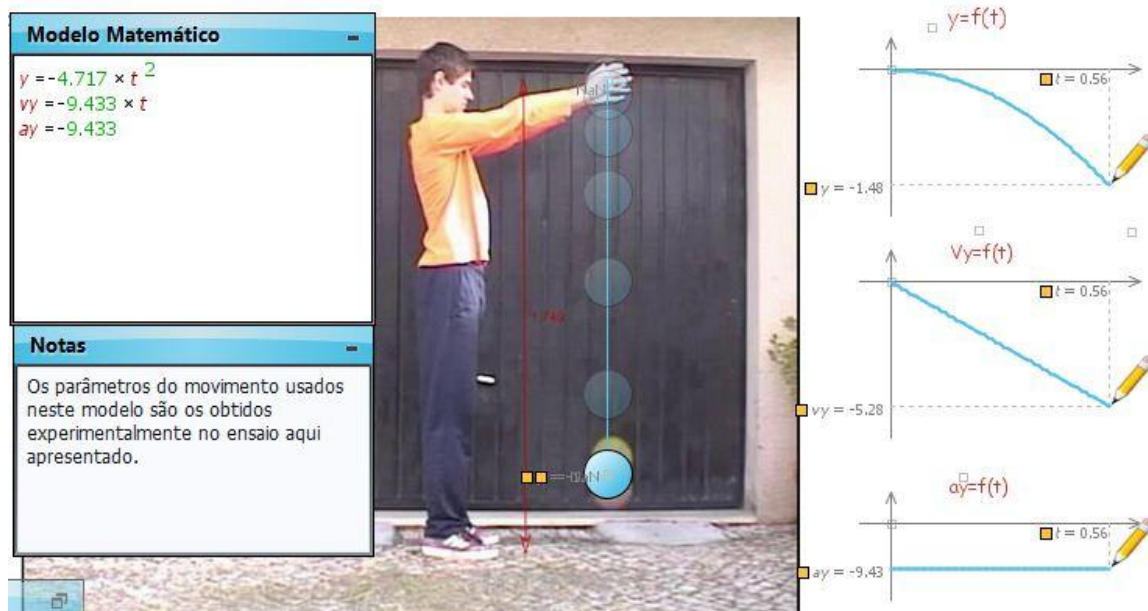 Modelo Matemático
y =-4.717 × t 2
vy =-9.433 × t
ay =-9.433
Notas
Os parâmetros do movimento usados
neste modelo são os obtidos
experimentalmente no ensaio aqui
apresentado.
NaN
y=f(t)
t = 0.56
y = -1.48
Vy=f(t)
t = 0.56
vy = -5.28
ay=f(t)
t = 0.56
ay = -9.43